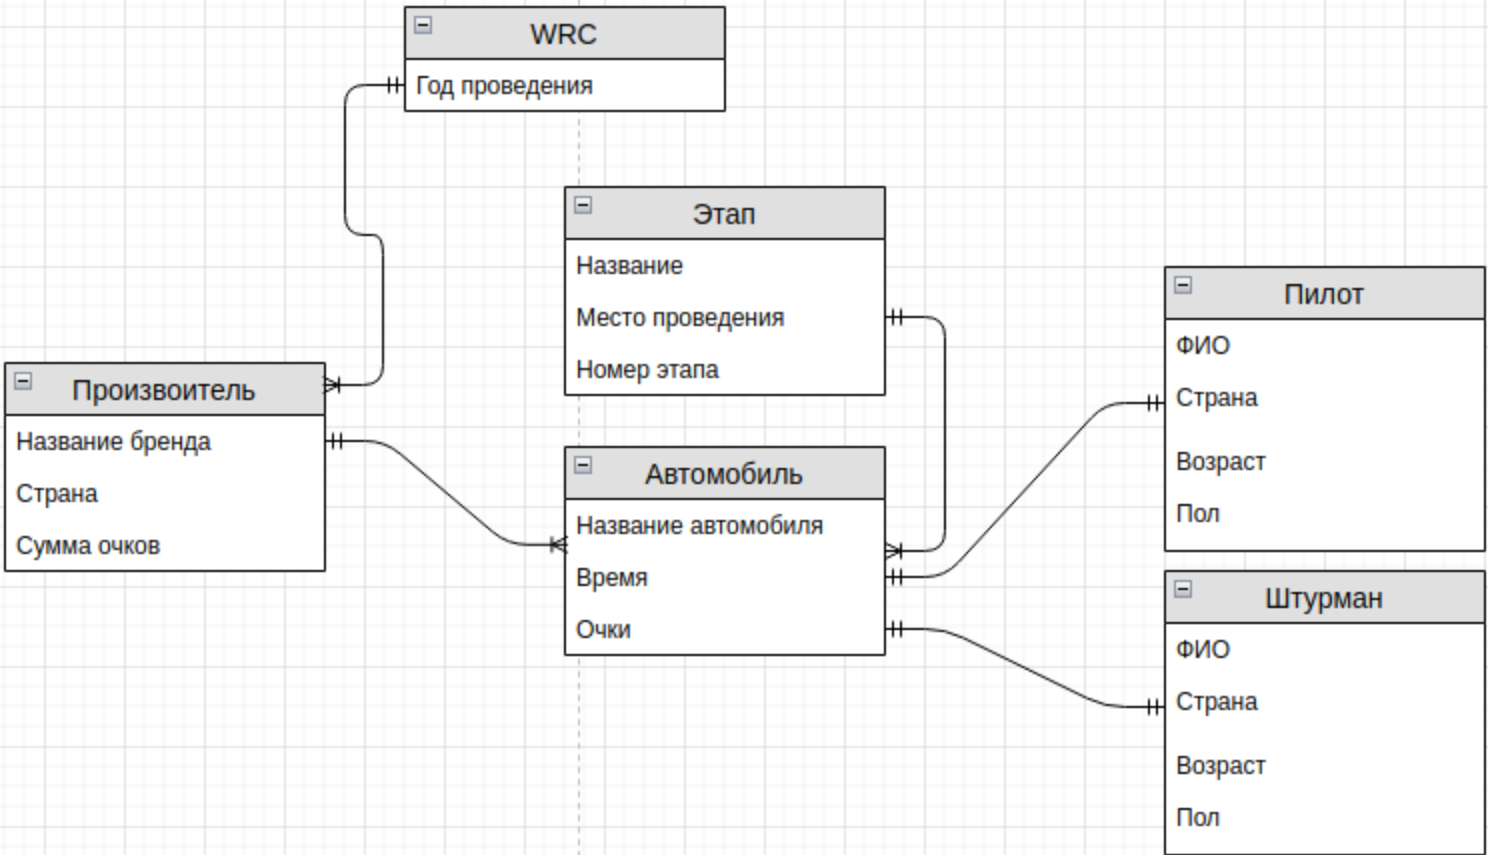 WRC
Год проведения
Этап
Название
Место проведения
Номер этапа
Произвоитель
Название бренда
Страна
Сумма очков
Автомобиль
Название автомобиля
Время
Очки
Пилот
ФИО
Страна
Возраст
Пол
Штурман
ФИО
Страна
Возраст
Пол